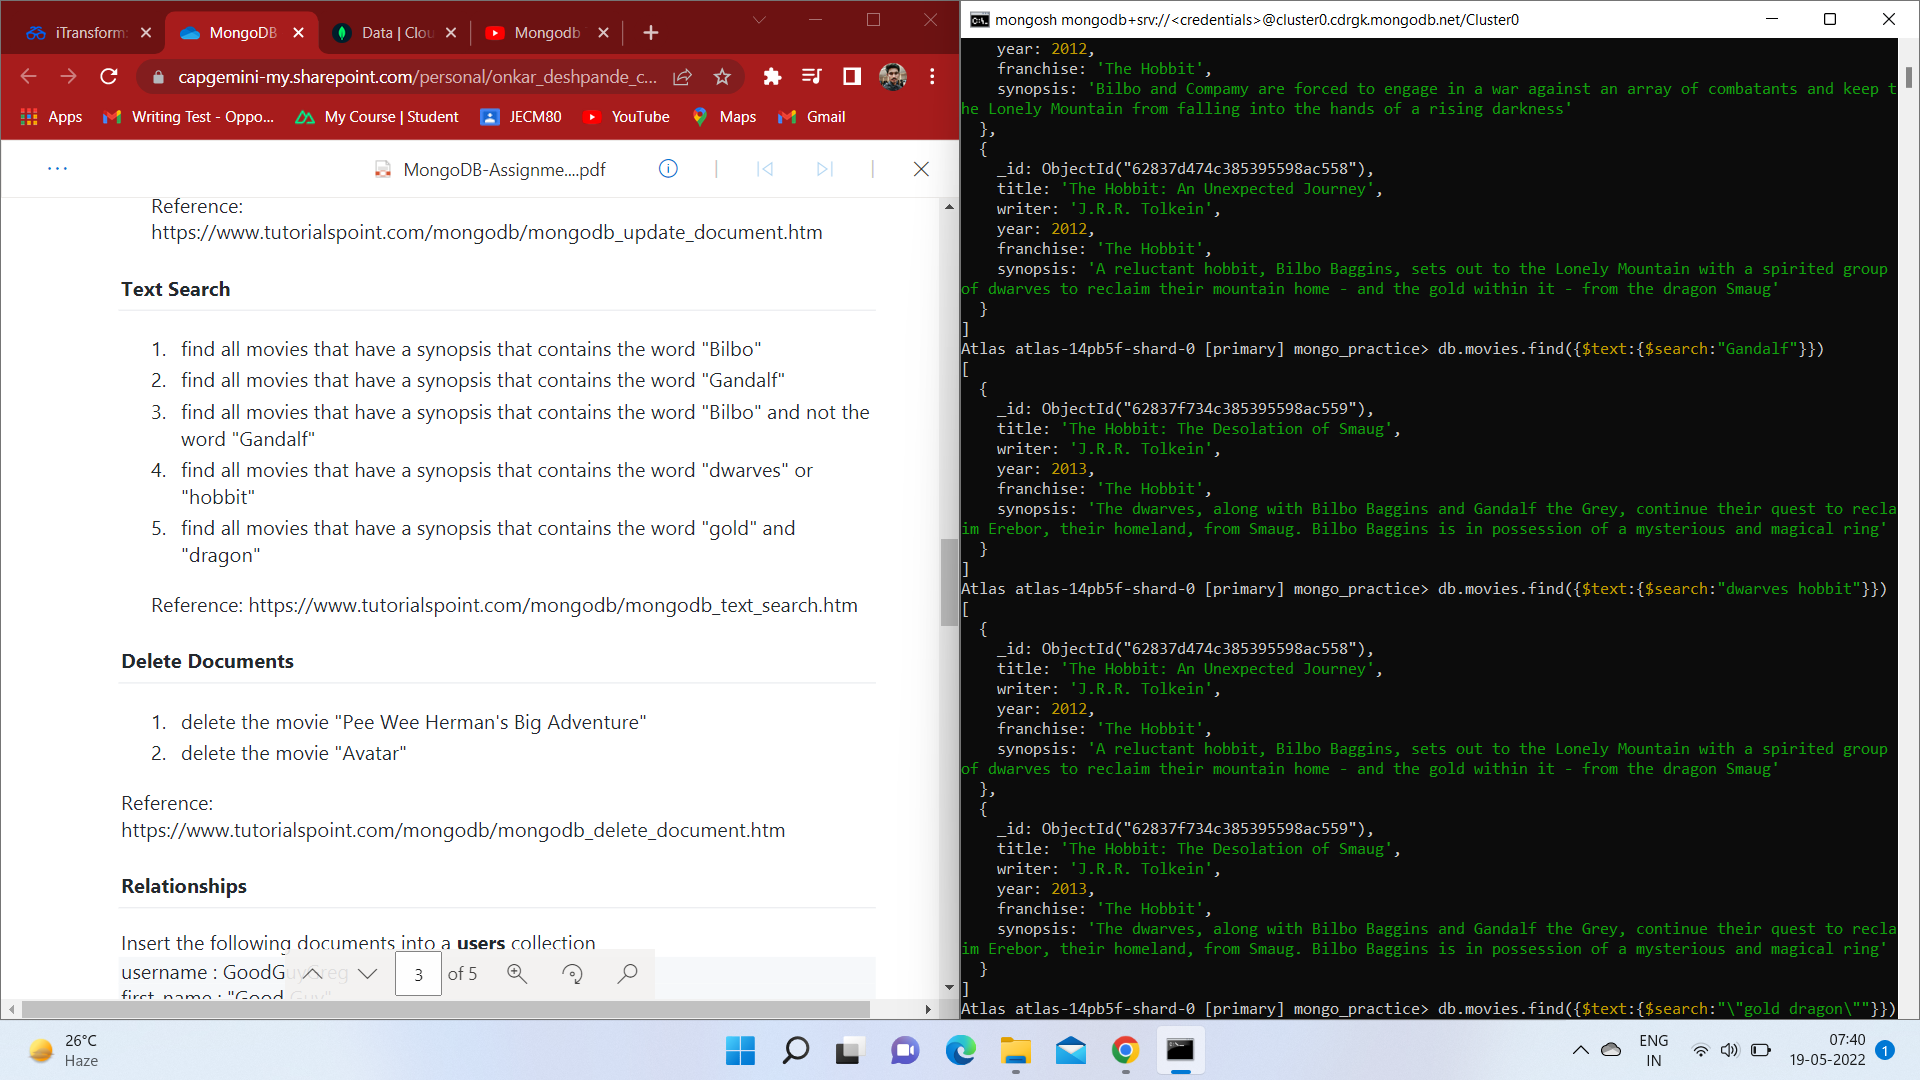 iTransform:
MongoDB
Data | Clou
Mongodb
capgemini-my.sharepoint.com/personal/onkar_deshpande_c...
Apps
Writing Test - Oppo...
My Course | Student
JECM80
YouTube
Maps
Gmail
MongoDB-Assignme....pdf
Reference:
https://www.tutorialspoint.com/mongodb/mongodb_update_document.htm
Text Search
1. find all movies that have a synopsis that contains the word "Bilbo"
2. find all movies that have a synopsis that contains the word "Gandalf"
3. find all movies that have a synopsis that contains the word "Bilbo" and not the
word "Gandalf"
4. find all movies that have a synopsis that contains the word "dwarves" or
"hobbit"
5. find all movies that have a synopsis that contains the word "gold" and
"dragon"
Reference: https://www.tutorialspoint.com/mongodb/mongodb_text_search.htm
Delete Documents
1. delete the movie "Pee Wee Herman's Big Adventure"
2. delete the movie "Avatar"
Reference:
https://www.tutorialspoint.com/mongodb/mongodb_delete_document.htm
Relationships
Insert the following documents into a users collection
username : GoodGuyGreg
first_name : "Good Guy"
3 of 5
mongosh mongodb+srv://<credentials>@cluster0.cdrgk.mongodb.net/Cluster0
year: 2012,
franchise: 'The Hobbit',
synopsis: 'Bilbo and Compamy are forced to engage in a war against an array of combatants and keep t
he Lonely Mountain from falling into the hands of a rising darkness'
},
{
_id: ObjectId("62837d474c385395598ac558"),
title: 'The Hobbit: An Unexpected Journey',
writer: 'J.R.R. Tolkein',
year: 2012,
franchise: 'The Hobbit',
synopsis: 'A reluctant hobbit, Bilbo Baggins, sets out to the Lonely Mountain with a spirited group
of dwarves to reclaim their mountain home - and the gold within it - from the dragon Smaug'
}
]
Atlas atlas-14pb5f-shard-0 [primary] mongo_practice> db.movies.find({$text:{$search:"Gandalf"}})
[
{
_id: ObjectId("62837f734c385395598ac559"),
title: 'The Hobbit: The Desolation of Smaug',
writer: 'J.R.R. Tolkein',
year: 2013,
franchise: 'The Hobbit',
synopsis: 'The dwarves, along with Bilbo Baggins and Gandalf the Grey, continue their quest to recla
im Erebor, their homeland, from Smaug. Bilbo Baggins is in possession of a mysterious and magical ring'
}
]
Atlas atlas-14pb5f-shard-0 [primary] mongo_practice> db.movies.find({$text:{$search:"dwarves hobbit"}})
[
{
_id: ObjectId("62837d474c385395598ac558"),
title: 'The Hobbit: An Unexpected Journey',
writer: 'J.R.R. Tolkein',
year: 2012,
franchise: 'The Hobbit',
synopsis: 'A reluctant hobbit, Bilbo Baggins, sets out to the Lonely Mountain with a spirited group
of dwarves to reclaim their mountain home - and the gold within it - from the dragon Smaug'
},
{
_id: ObjectId("62837f734c385395598ac559"),
title: 'The Hobbit: The Desolation of Smaug',
writer: 'J.R.R. Tolkein',
year: 2013,
franchise: 'The Hobbit',
synopsis: 'The dwarves, along with Bilbo Baggins and Gandalf the Grey, continue their quest to recla
im Erebor, their homeland, from Smaug. Bilbo Baggins is in possession of a mysterious and magical ring'
}
]
Atlas atlas-14pb5f-shard-0 [primary] mongo_practice> db.movies.find({$text:{$search:"\"gold dragon\""}})
26°C
Haze
ENG
IN
07:40
19-05-2022
1